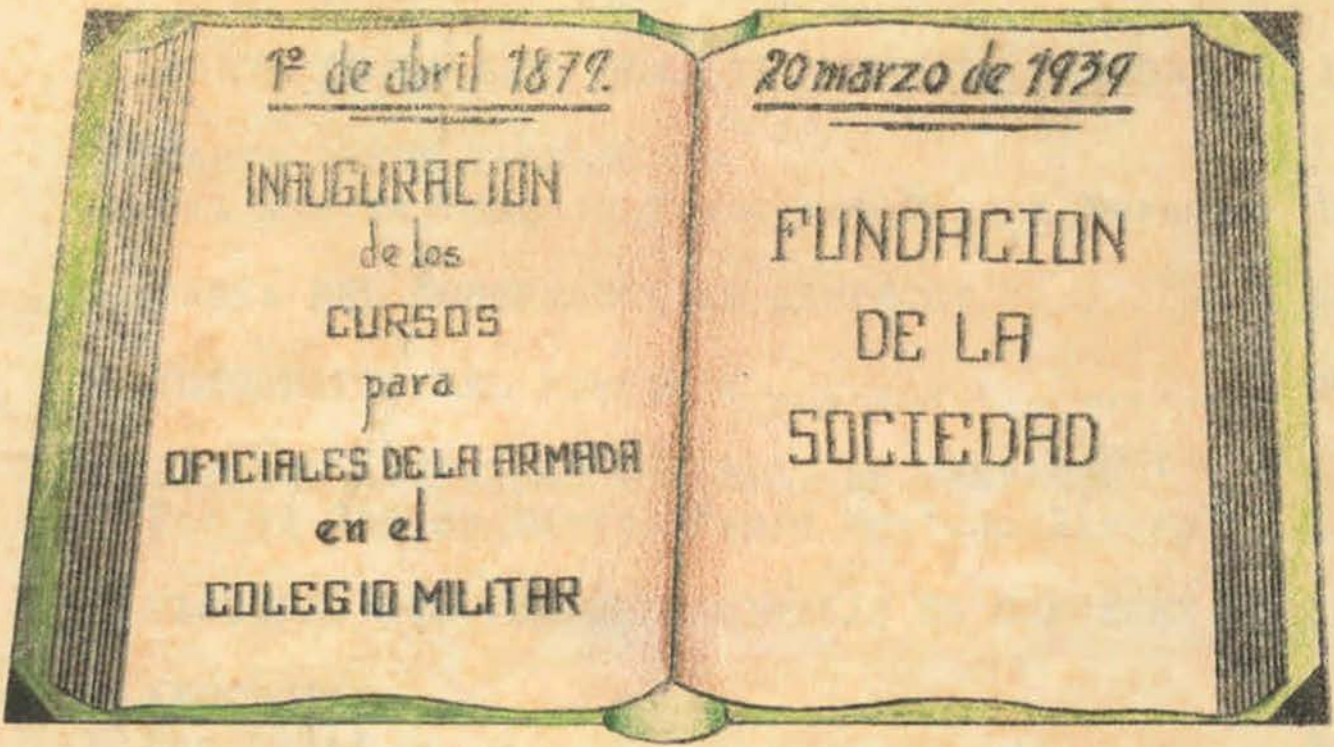 1º de abril 1879.
INAUGURACION
de los
CURSOS
para
OFICIALES DE LA ARMADA
en el
COLEGIO MILITAR
20 marzo de 1939
FUNDACION
DE LA
SOCIEDAD